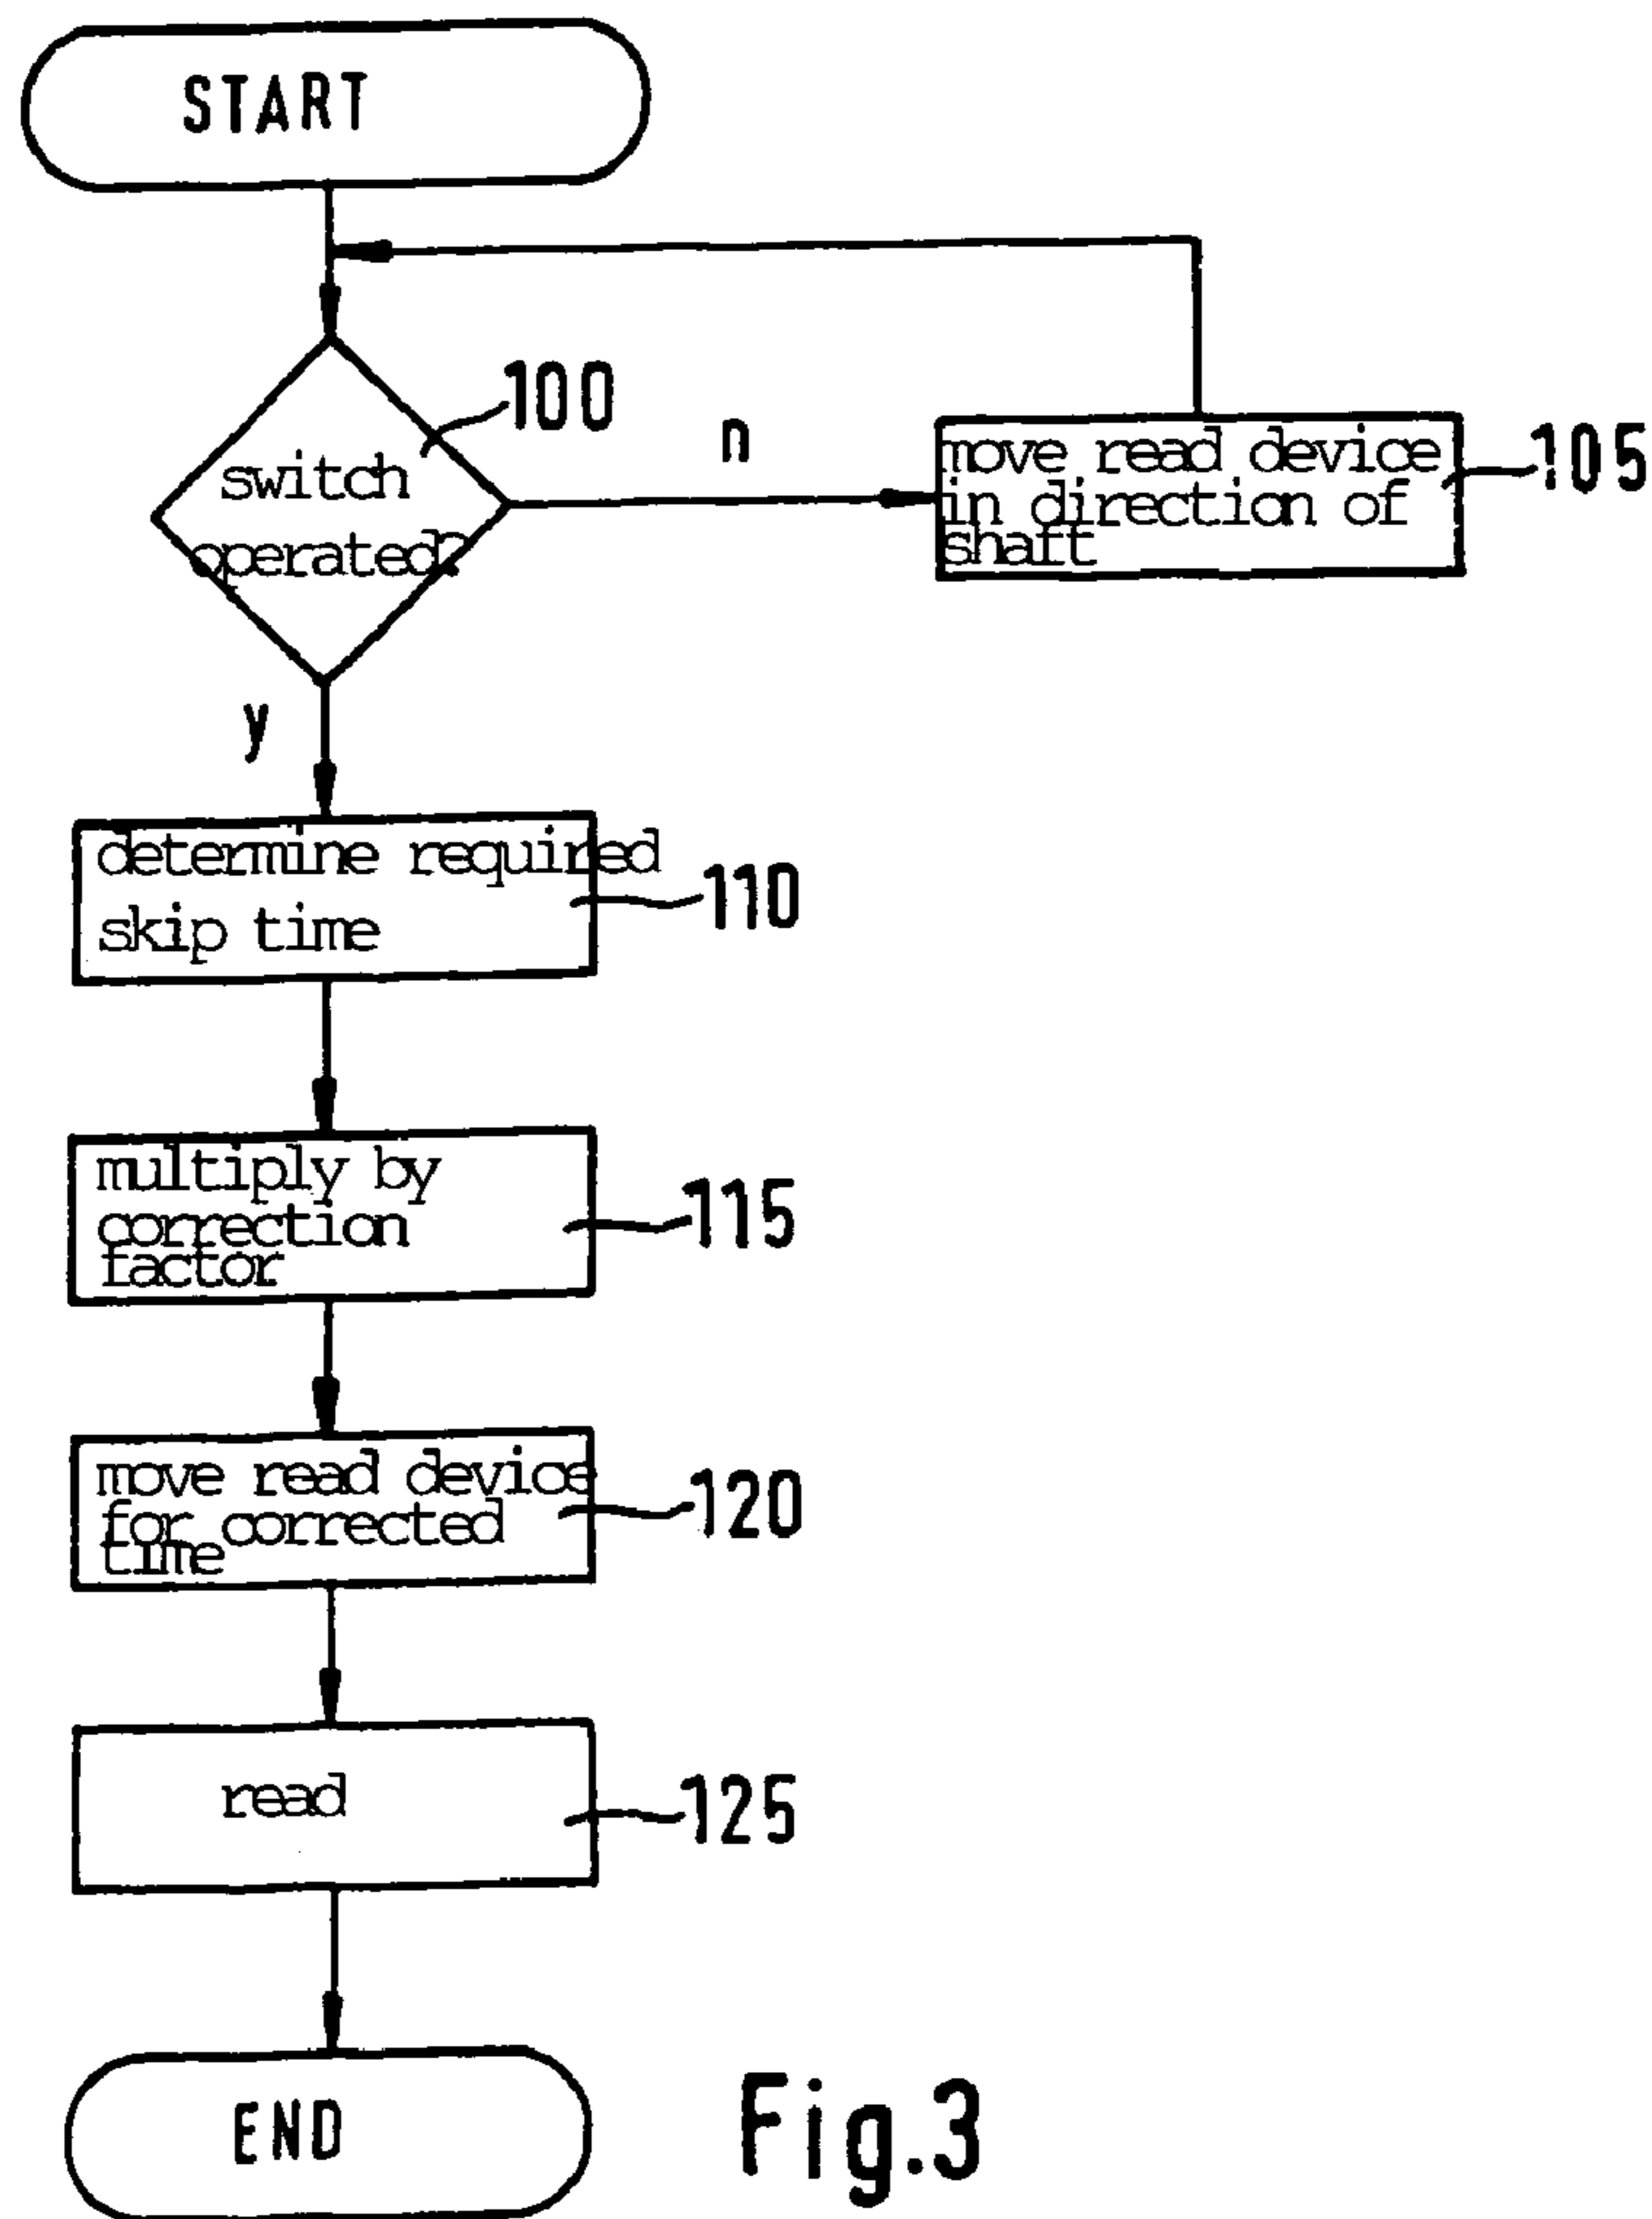 START
100
switch
operated?
n
move read device
in direction of
shaft
105
y
determine required
skip time
110
multiply by
correction
factor
115
move read device
for corrected
time
120
read
125
END
Fig.3